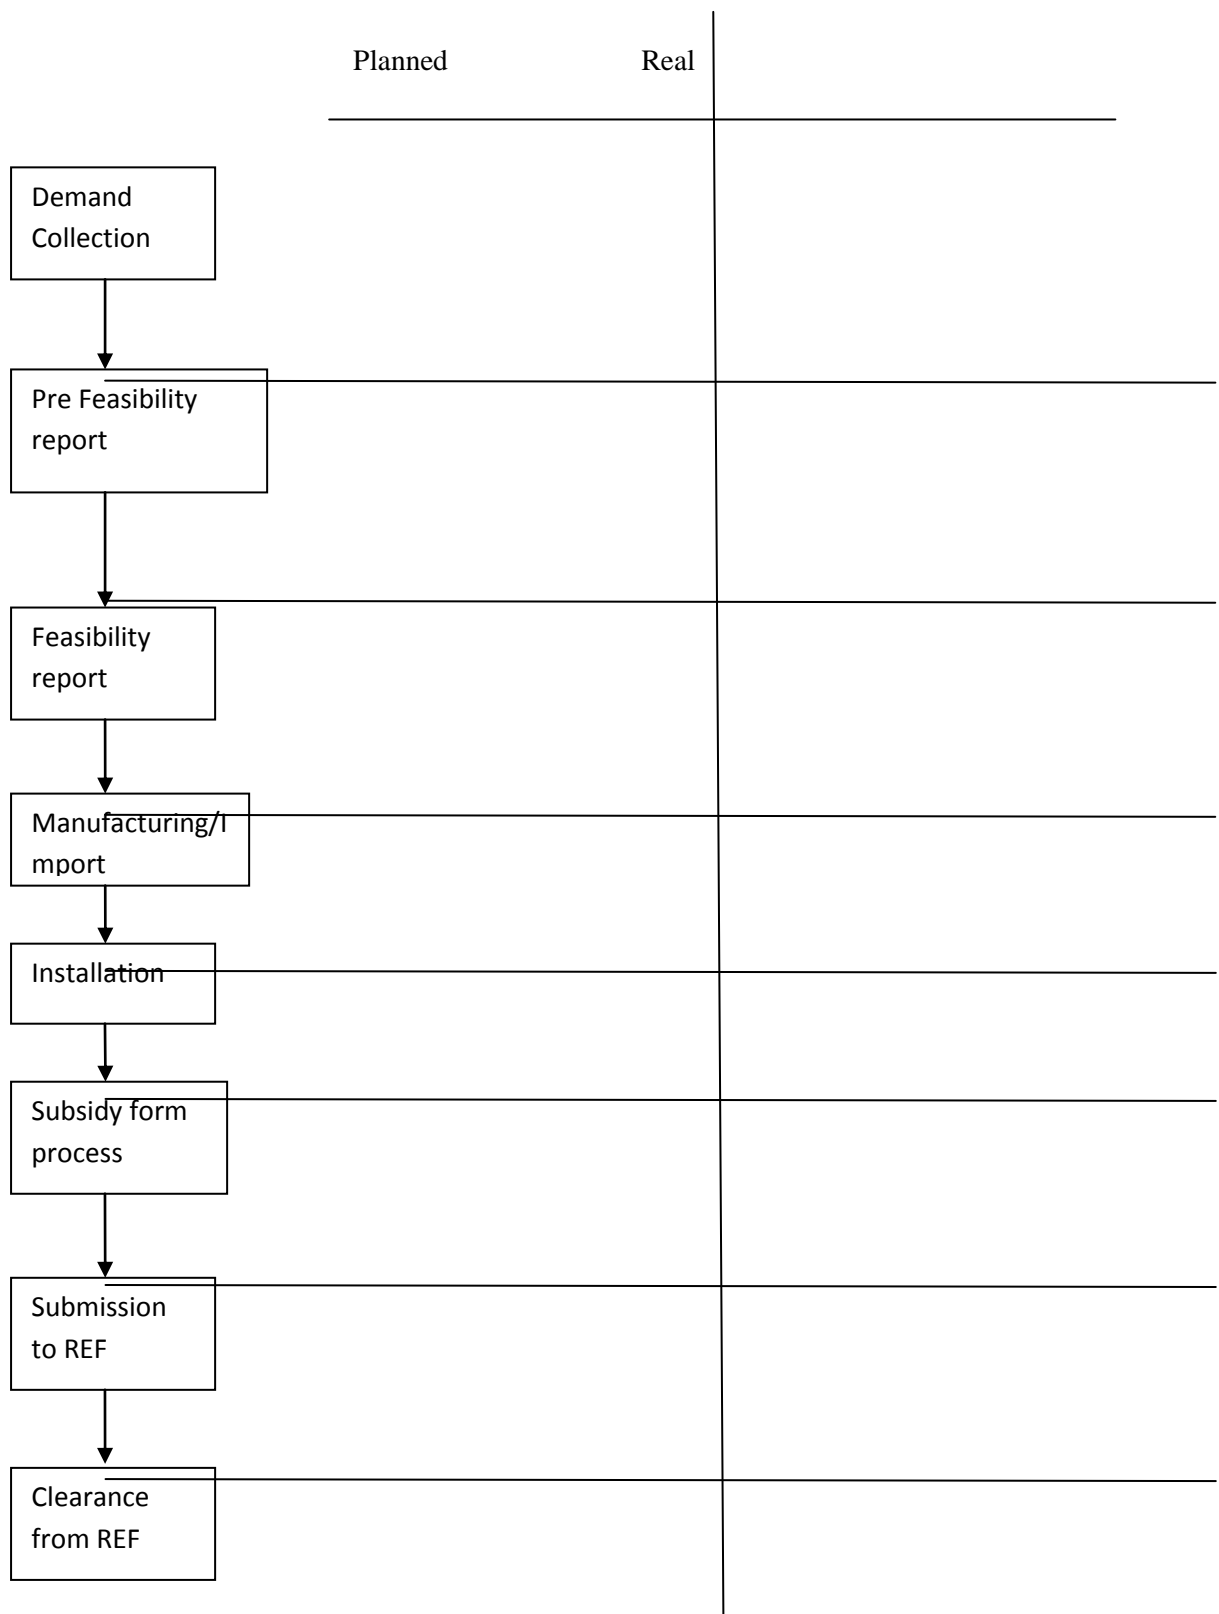 Planned Real
Demand
Collection
Pre Feasibility
report
Feasibility
report
Manufacturing/I
mport
Installation
Subsidy form
process
Submission
to REF
Clearance
from REF